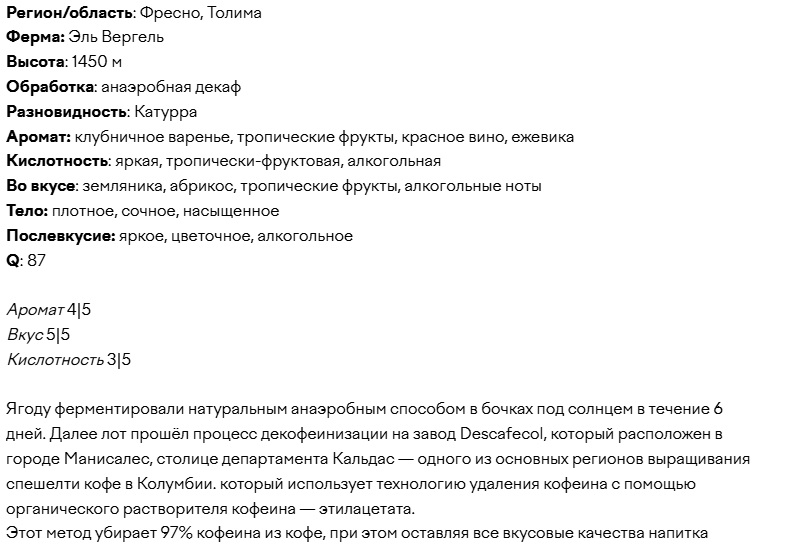 Регион/область: Фресно, Толима
Ферма: Эль Вергель
Высота: 1450 м
Обработка: анаэробная декаф
Разновидность: Катурра
Аромат: клубничное варенье, тропические фрукты, красное вино, ежевика
Кислотность: яркая, тропически-фруктовая, алкогольная
Во вкусе: земляника, абрикос, тропические фрукты, алкогольные ноты
Тело: плотное, сочное, насыщенное
Послевкусие: яркое, цветочное, алкогольное
Q: 87
Аромат 4|5
Вкус 5|5
Кислотность 3|5
Ягоду ферментировали натуральным анаэробным способом в бочках под солнцем в течение 6
дней. Далее лот прошёл процесс декофеинизации на завод Descafecol, который расположен в
городе Манисалес, столице департамента Кальдас — одного из основных регионов выращивания
спешелти кофе в Колумбии. который использует технологию удаления кофеина с помощью
органического растворителя кофеина — этилацетата.
Этот метод убирает 97% кофеина из кофе, при этом оставляя все вкусовые качества напитка